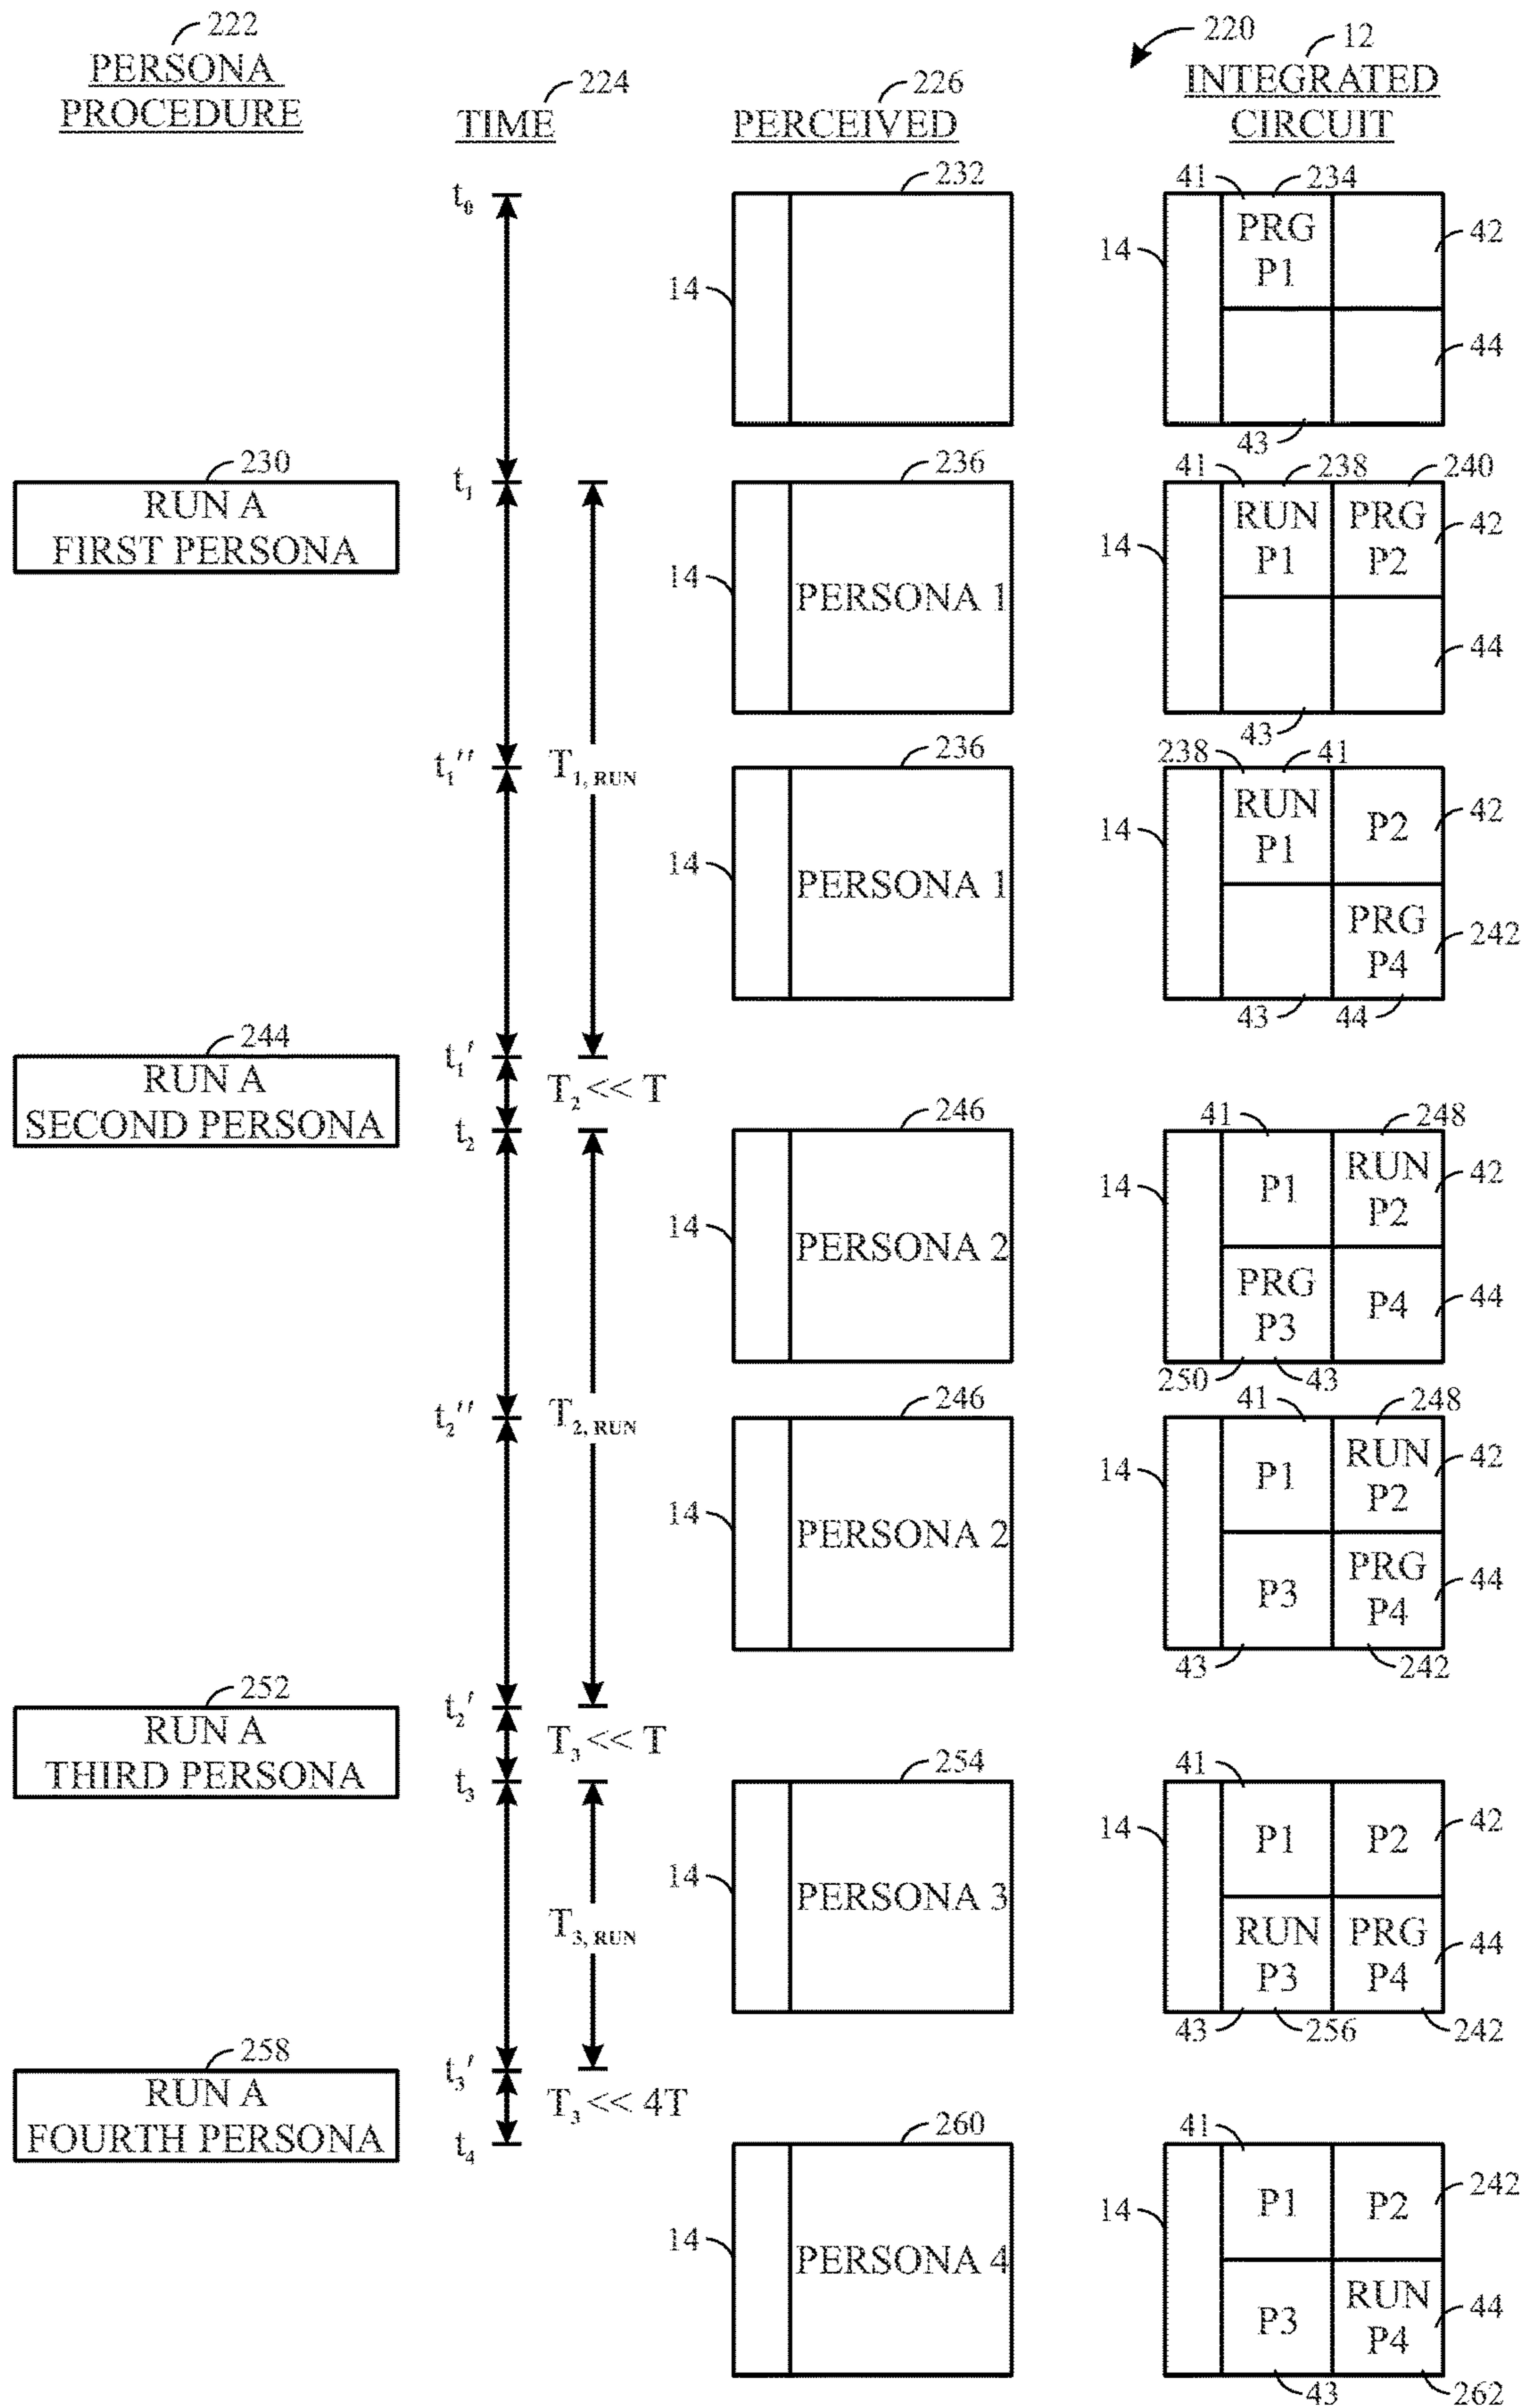 222
PERSONA
PROCEDURE
224
TIME
226
PERCEIVED
220
12
INTEGRATED
CIRCUIT
t0
232
14
41
234
PRG
P1
42
14
44
43
230
RUN A
FIRST PERSONA
t1
236
14
PERSONA 1
41
238
240
RUN
P1
PRG
P2
42
14
44
43
t1''
T1, RUN
236
14
PERSONA 1
238
41
RUN
P1
P2
42
14
PRG
P4
242
43
44
244
RUN A
SECOND PERSONA
t1'
T2 << T
t2
246
14
PERSONA 2
41
248
P1
RUN
P2
42
14
PRG
P3
P4
44
250
43
t2''
T2, RUN
246
14
PERSONA 2
41
248
P1
RUN
P2
42
14
P3
PRG
P4
44
43
242
252
RUN A
THIRD PERSONA
t2'
T3 << T
t3
254
14
PERSONA 3
41
P1
P2
42
14
RUN
P3
PRG
P4
44
43
256
242
T3, RUN
258
RUN A
FOURTH PERSONA
t3'
T3 << 4T
t4
260
14
PERSONA 4
41
P1
P2
242
14
P3
RUN
P4
44
43
262